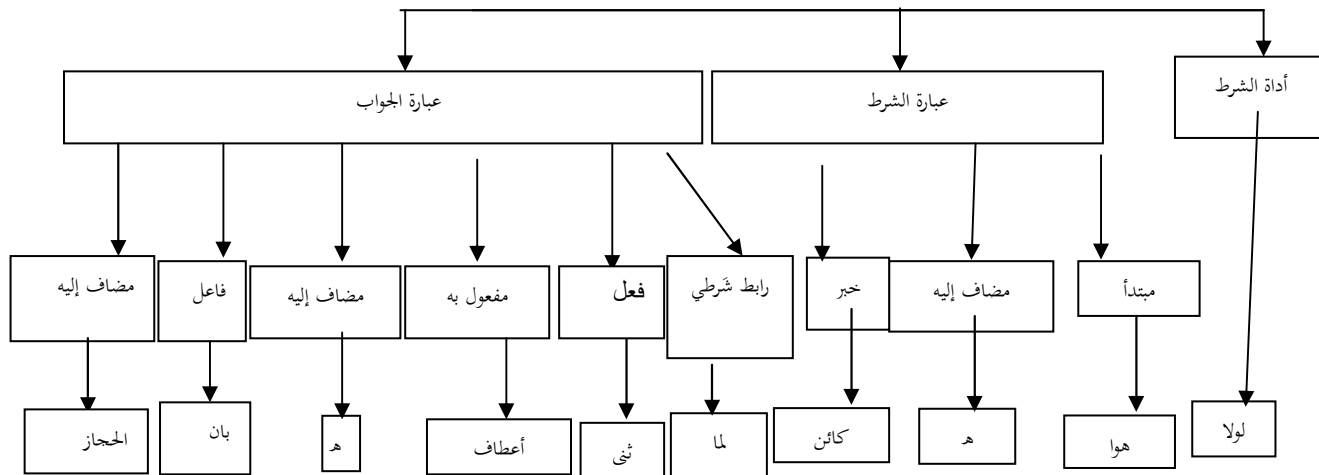 أداة الشرط
عبارة الشرط
عبارة الجواب
مبتدأ
مضاف إليه
خبر
رابط شَرطي
فعل
مفعول به
مضاف إليه
فاعل
مضاف إليه
لولا
هوا
ه
كائن
لما
ثنى
أعطاف
ه
بان
الحجاز